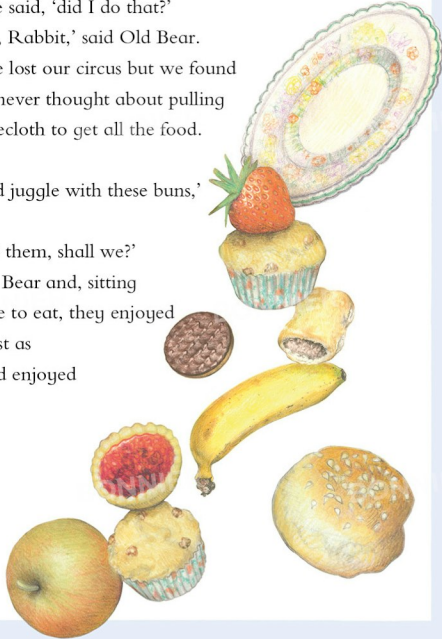 e said, ‘did I do that?’
, Rabbit,’ said Old Bear.
e lost our circus but we found
never thought about pulling
ecloth to get all the food.
d juggle with these buns,’
them, shall we?’
Bear and, sitting
e to eat, they enjoyed
st as
d enjoyed